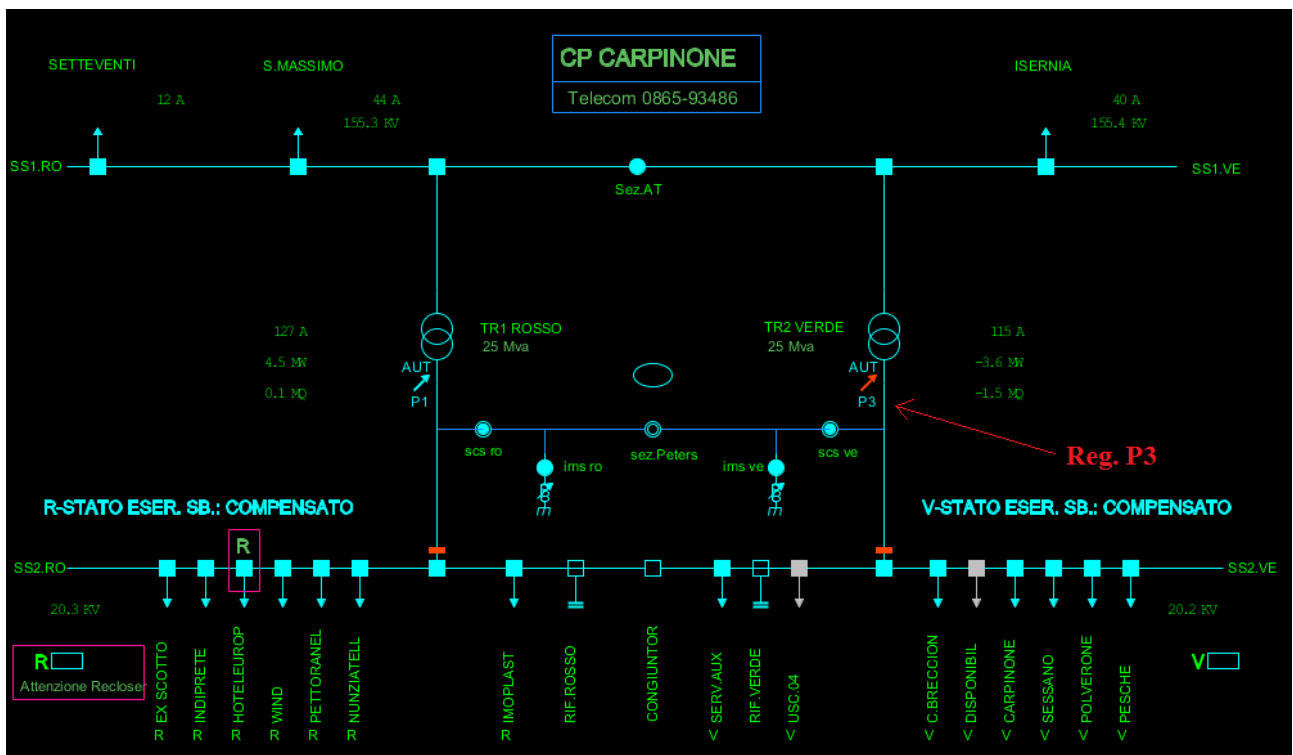 CP CARPINONE
Telecom 0865-93486
SETTEVENTI
S.MASSIMO
ISERNIA
12 A
44 A
155.3 KV
40 A
155.4 KV
SS1.RO
SS1.VE
Sez.AT
127 A
4.5 MW
0.1 MQ
TR1 ROSSO
25 Mva
TR2 VERDE
25 Mva
115 A
-3.6 MW
-1.5 MQ
AUT
P1
AUT
P3
scs ro
ims ro
sez.Peters
ims ve
scs ve
Reg. P3
R-STATO ESER. SB.: COMPENSATO
V-STATO ESER. SB.: COMPENSATO
R
SS2.RO
SS2.VE
20.3 KV
20.2 KV
R
Attenzione Recloser
V
R EX SCOTTO
R INDIPRETE
R HOTELEUROP
R WIND
R PETTORANEL
R NUNZIATELL
R IMOPLAST
RIF.ROSSO
CONGIUNTOR
V SERV.AUX
RIF.VERDE
V USC.04
V C.BRECCION
V DISPONIBIL
V CARPINONE
V SESSANO
V POLVERONE
V PESCHE